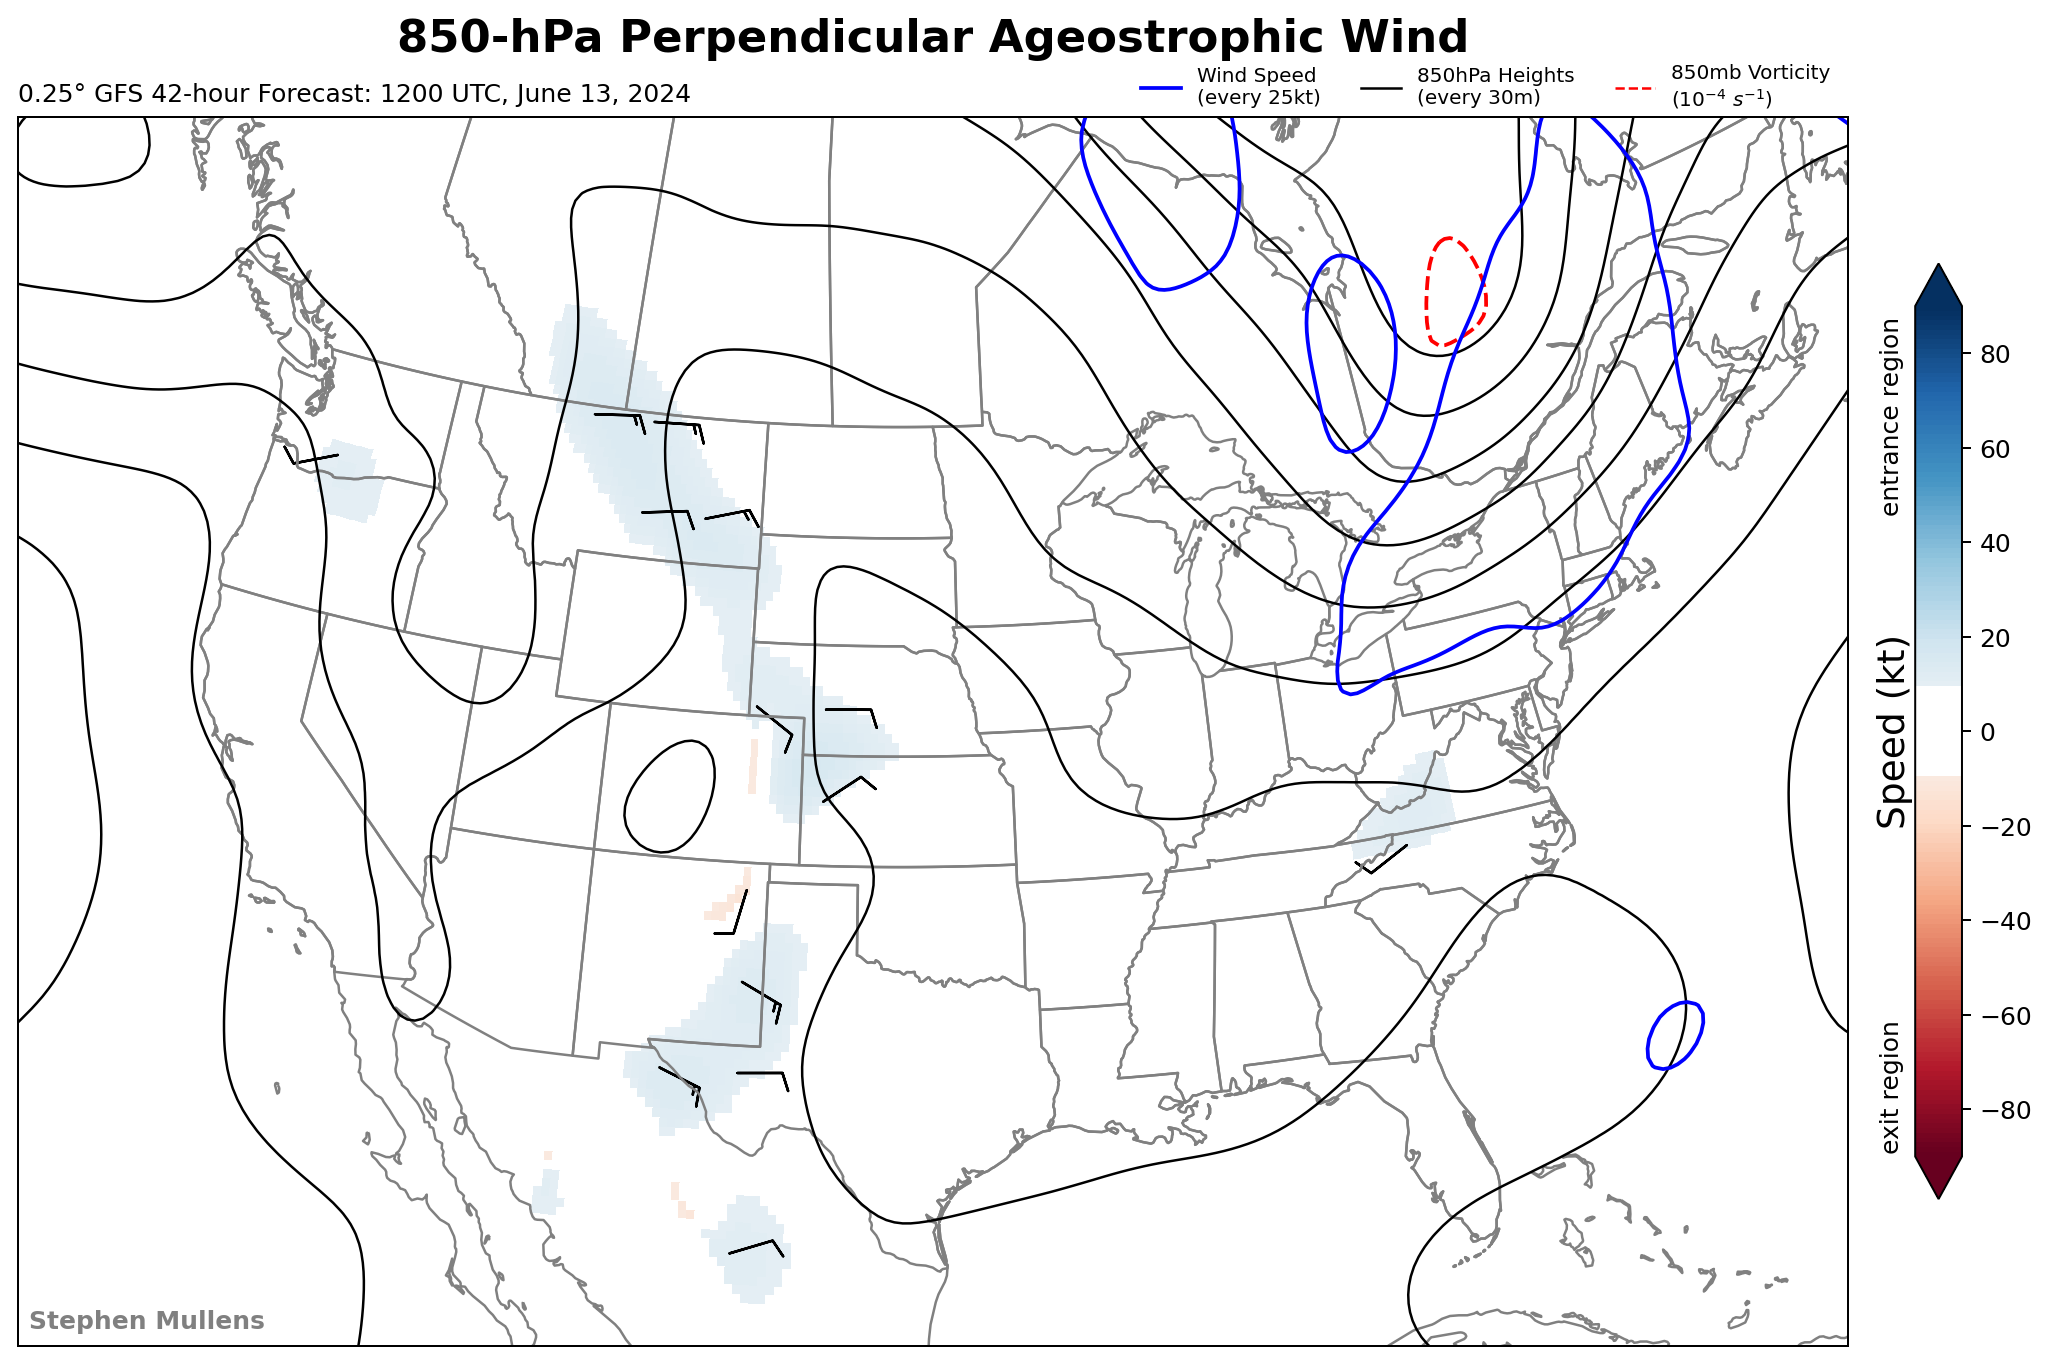 850-hPa Perpendicular Ageostrophic Wind
0.25° GFS 42-hour Forecast: 1200 UTC, June 13, 2024
Wind Speed
(every 25kt)
850hPa Heights
(every 30m)
850mb Vorticity
(10⁻⁴ s⁻¹)
entrance region
Speed (kt)
exit region
80
60
40
20
0
−20
−40
−60
−80
Stephen Mullens